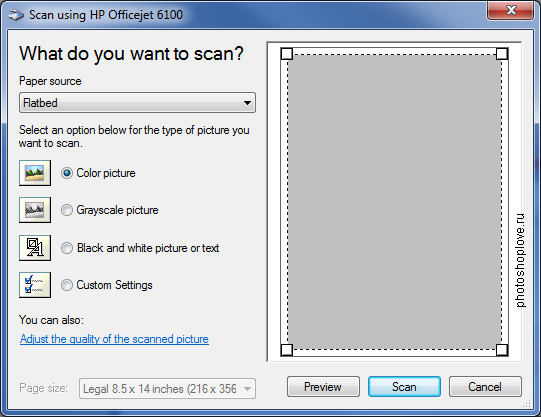 Scan using HP Officejet 6100
What do you want to scan?
Paper source
Flatbed
Select an option below for the type of picture you
want to scan.
Color picture
Grayscale picture
Black and white picture or text
Custom Settings
You can also:
Adjust the quality of the scanned picture
Page size:
Legal 8.5 x 14 inches (216 x 356
Preview
Scan
Cancel
photoshoplove.ru